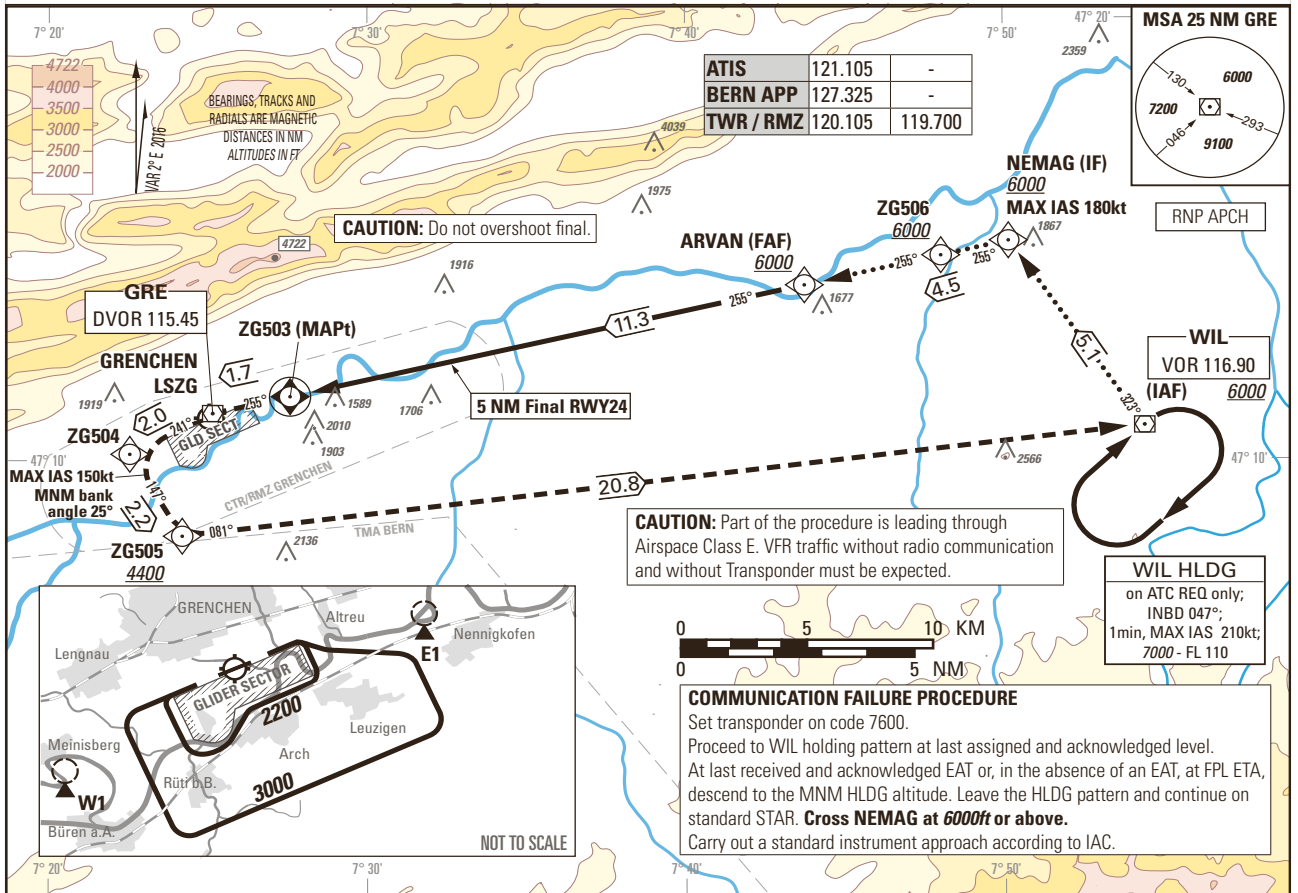 7° 20'
7° 40'
7° 50'
47° 20'
4722
4000
3500
3000
2500
2000
VAR 2° E 2016
BEARINGS, TRACKS AND
RADIALS ARE MAGNETIC
DISTANCES IN NM
ALTITUDES IN FT
ATIS 121.105 -
BERN APP 127.325 -
TWR / RMZ 120.105 119.700
2359
MSA 25 NM GRE
130
6000
7200
293
046
9100
RNP APCH
4039
1975
CAUTION: Do not overshoot final.
4722
1916
NEMAG (IF)
6000
MAX IAS 180kt
1867
ZG506
6000
255°
255°
4.5
ARVAN (FAF)
6000
1677
255°
11.3
5 NM Final RWY24
5.1
323°
WIL
VOR 116.90
6000
(IAF)
GRE
DVOR 115.45
ZG503 (MAPt)
GRENCHEN
LSZG
1.7
255°
1919
2.0
241°
GLD SECT
1589
2010
1903
1706
ZG504
47° 10'
47° 10'
MAX IAS 150kt
MNM bank
angle 25°
147°
2.2
CTR/RMZ GRENCHEN
TMA BERN
081°
20.8
2566
ZG505
4400
2136
CAUTION: Part of the procedure is leading through
Airspace Class E. VFR traffic without radio communication
and without Transponder must be expected.
WIL HLDG
on ATC REQ only;
INBD 047°;
1min, MAX IAS 210kt;
7000 - FL 110
0 5 10 KM
0 5 NM
GRENCHEN
Altreu
Nennigkofen
E1
Lengnau
GLIDER SECTOR
2200
Leuzigen
Arch
Meinisberg
W1
Rüti b.B.
3000
Büren a.A.
NOT TO SCALE
COMMUNICATION FAILURE PROCEDURE
Set transponder on code 7600.
Proceed to WIL holding pattern at last assigned and acknowledged level.
At last received and acknowledged EAT or, in the absence of an EAT, at FPL ETA,
descend to the MNM HLDG altitude. Leave the HLDG pattern and continue on
standard STAR. Cross NEMAG at 6000ft or above.
Carry out a standard instrument approach according to IAC.
7° 20'
7° 30'
7° 40'
7° 50'